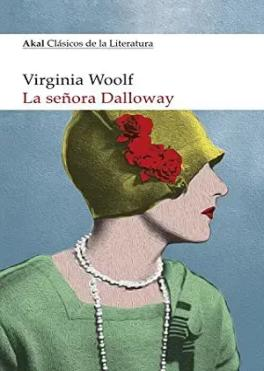 Akal Clásicos de la Literatura
Virginia Woolf
La señora Dalloway